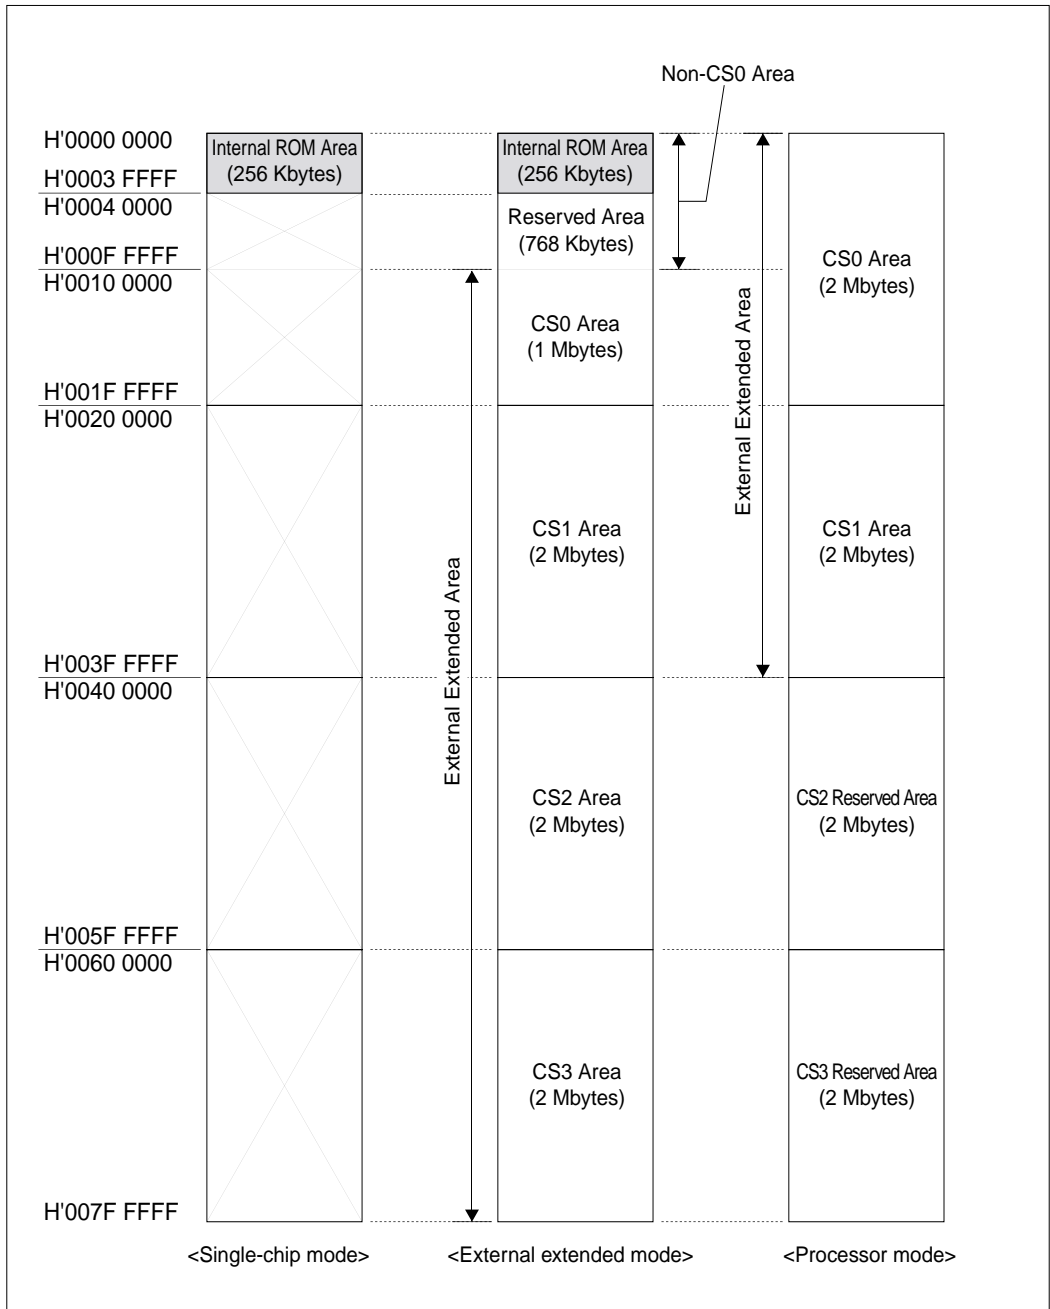 Non-CS0 Area
H'0000 0000
H'0003 FFFF
H'0004 0000
H'000F FFFF
H'0010 0000
H'001F FFFF
H'0020 0000
H'003F FFFF
H'0040 0000
H'005F FFFF
H'0060 0000
H'007F FFFF
Internal ROM Area
(256 Kbytes)
<Single-chip mode>
External Extended Area
Internal ROM Area
(256 Kbytes)
Reserved Area
(768 Kbytes)
CS0 Area
(1 Mbytes)
CS1 Area
(2 Mbytes)
CS2 Area
(2 Mbytes)
CS3 Area
(2 Mbytes)
<External extended mode>
External Extended Area
CS0 Area
(2 Mbytes)
CS1 Area
(2 Mbytes)
CS2 Reserved Area
(2 Mbytes)
CS3 Reserved Area
(2 Mbytes)
<Processor mode>